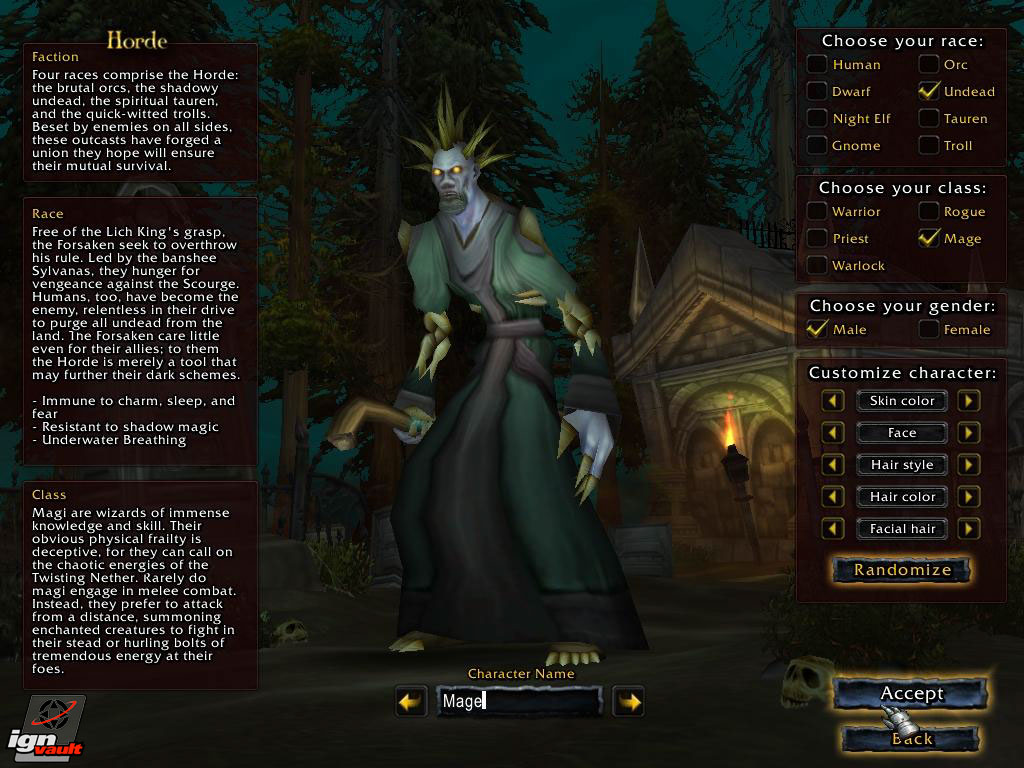 Horde
Faction
Four races comprise the Horde:
the brutal orcs, the shadowy
undead, the spiritual tauren,
and the quick-witted trolls.
Beset by enemies on all sides,
these outcasts have forged a
union they hope will ensure
their mutual survival.
Race
Free of the Lich King's grasp,
the Forsaken seek to overthrow
his rule. Led by the banshee
Sylvanas, they hunger for
vengeance against the Scourge.
Humans, too, have become the
enemy, relentless in their drive
to purge all undead from the
land. The Forsaken care little
even for their allies; to them
the Horde is merely a tool that
may further their dark schemes.
- Immune to charm, sleep, and
fear
- Resistant to shadow magic
- Underwater Breathing
Class
Magi are wizards of immense
knowledge and skill. Their
obvious physical frailty is
deceptive, for they can call on
the chaotic energies of the
Twisting Nether. Rarely do
magi engage in melee combat.
Instead, they prefer to attack
from a distance, summoning
enchanted creatures to fight in
their stead or hurling bolts of
tremendous energy at their
foes.
ign
vault
Character Name
Mage
Choose your race:
Human Orc
Dwarf Undead
Night Elf Tauren
Gnome Troll
Choose your class:
Warrior Rogue
Priest Mage
Warlock
Choose your gender:
Male Female
Customize character:
Skin color
Face
Hair style
Hair color
Facial hair
Randomize
Accept
Back